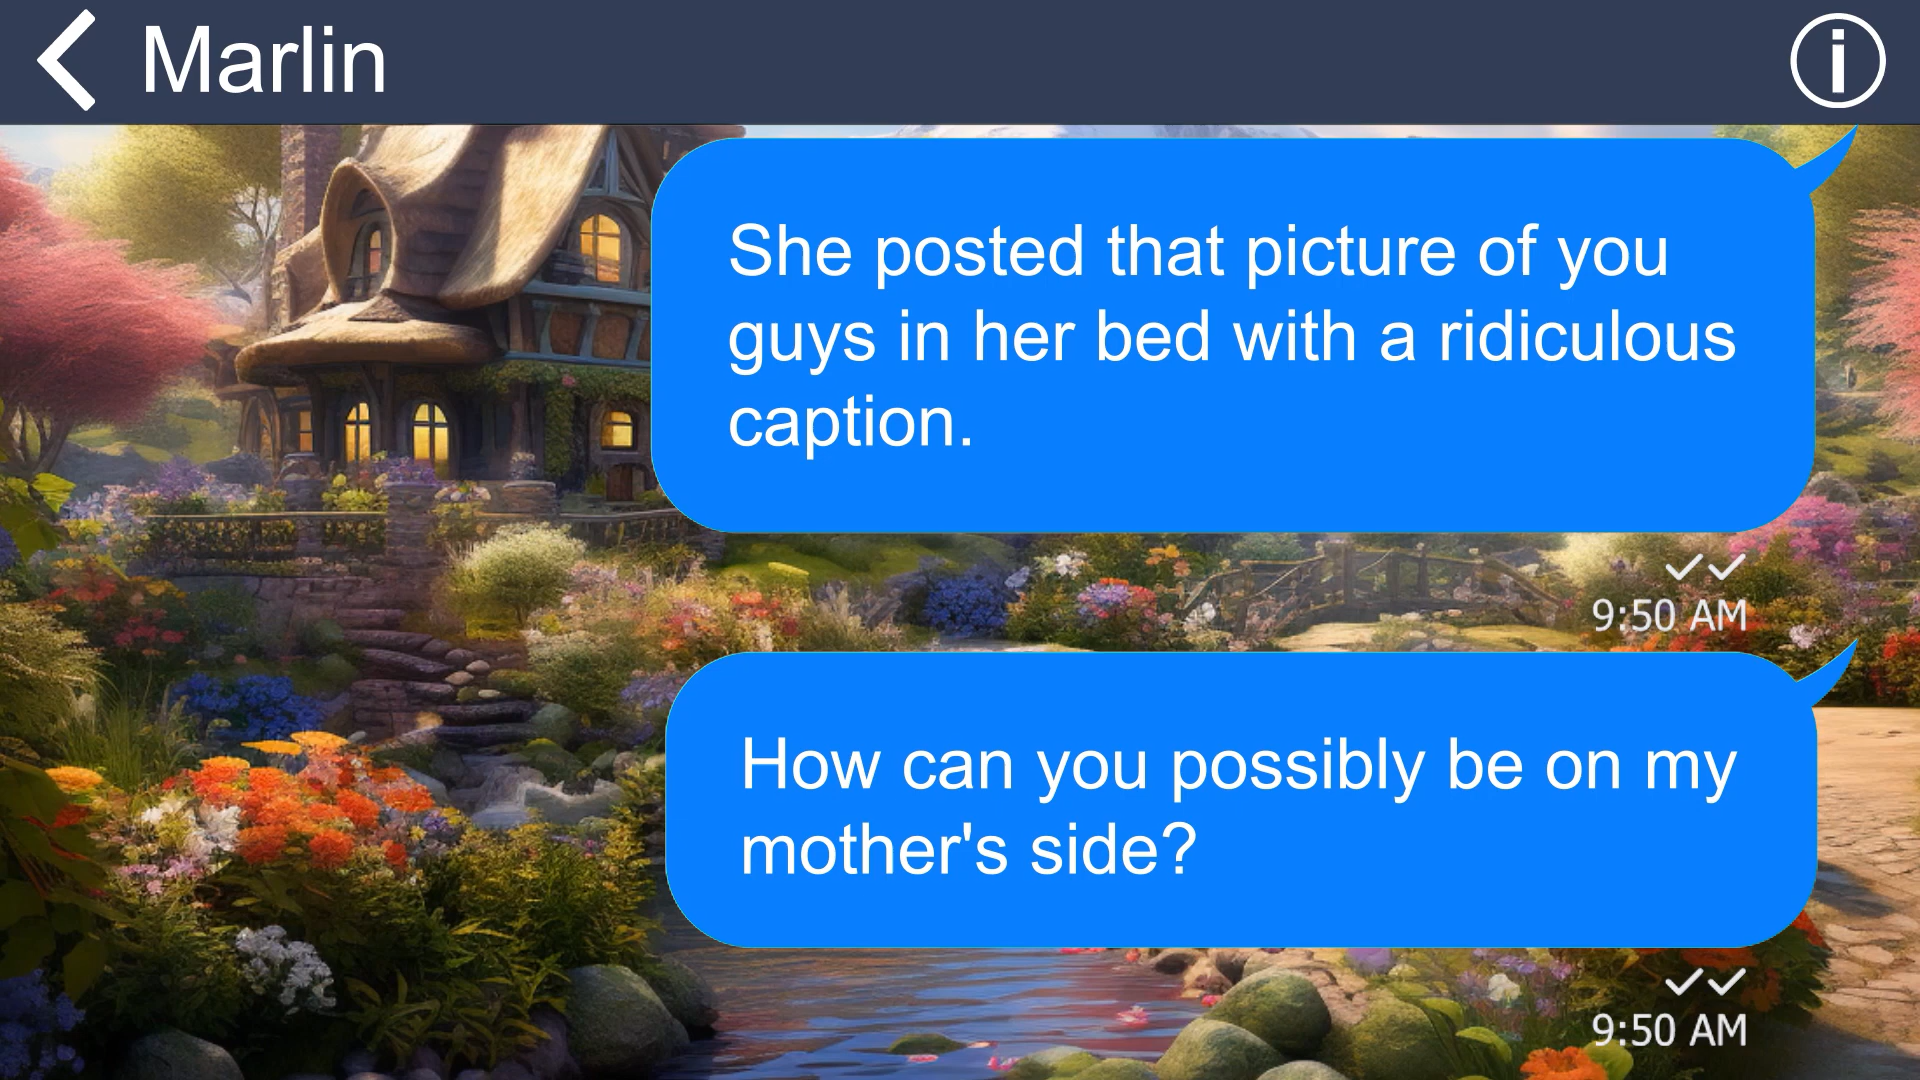 Marlin
She posted that picture of you
guys in her bed with a ridiculous
caption.
9:50 AM
How can you possibly be on my
mother's side?
9:50 AM